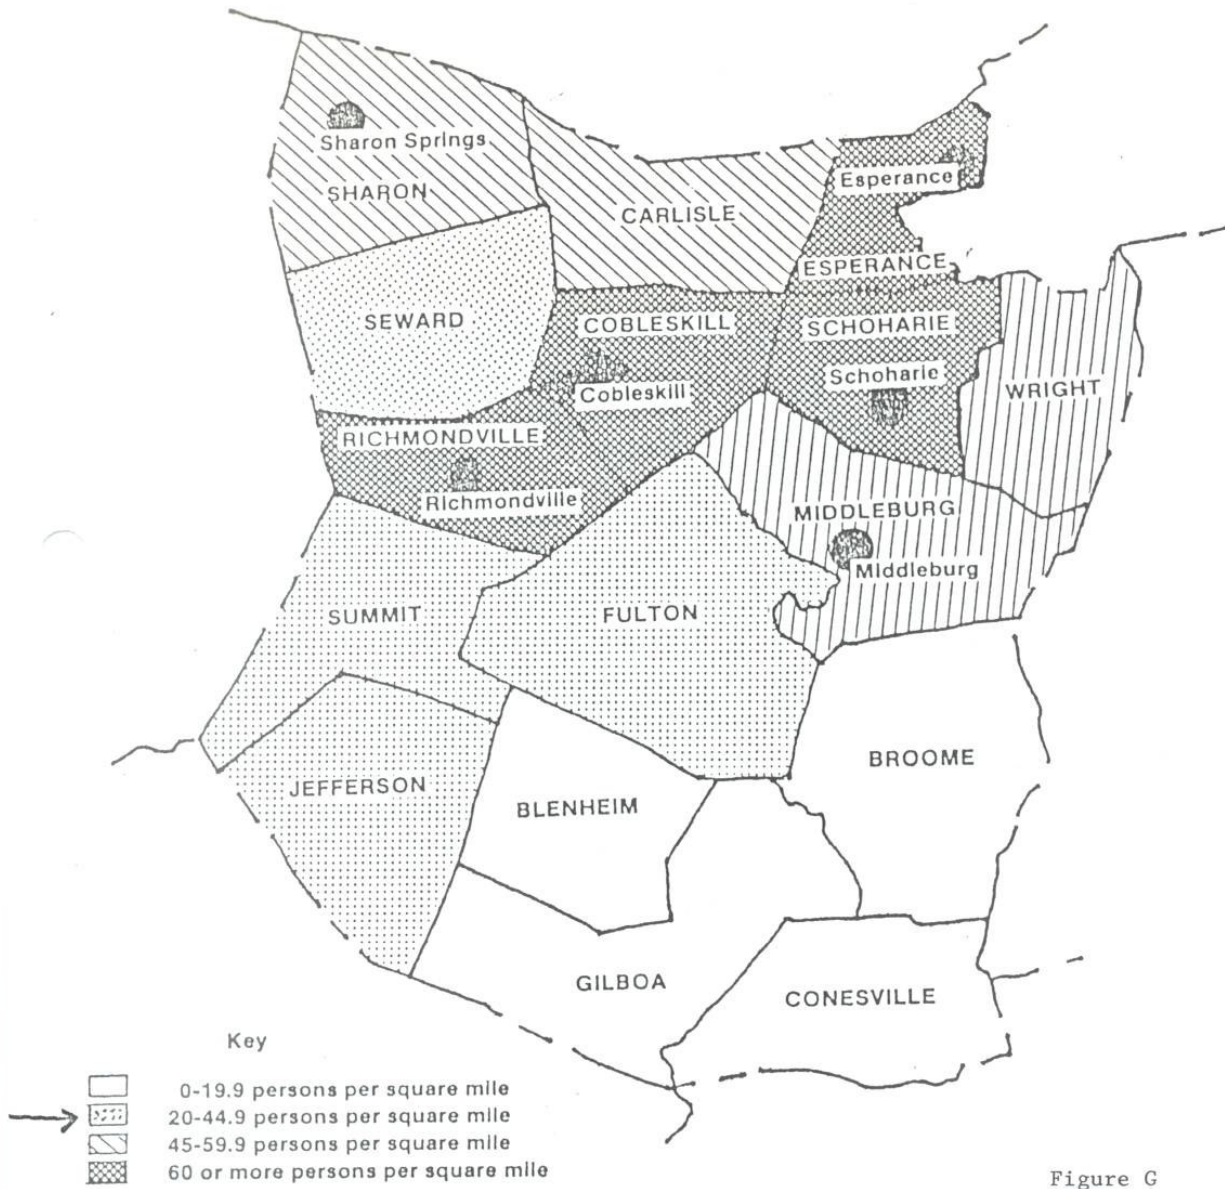 Sharon Springs
SHARON
CARLISLE
Esperance
ESPERANCE
SEWARD
COBLESKILL
SCHOHARIE
Cobleskill
Schoharie
WRIGHT
RICHMONDVILLE
Richmondville
MIDDLEBURG
Middleburg
SUMMIT
FULTON
JEFFERSON
BLENHEIM
BROOME
GILBOA
CONESVILLE
Key
0-19.9 persons per square mile
20-44.9 persons per square mile
45-59.9 persons per square mile
60 or more persons per square mile
Figure G